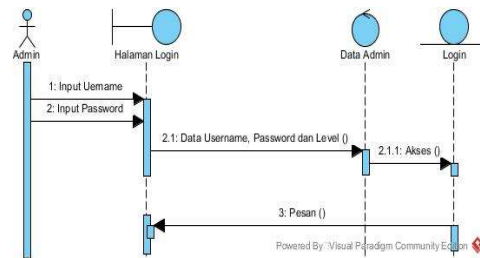 Admin
Halaman Login
Data Admin
Login
1: Input Uername
2: Input Password
2.1: Data Username, Password dan Level ()
2.1.1: Akses ()
3: Pesan ()
Powered By Visual Paradigm Community Edition